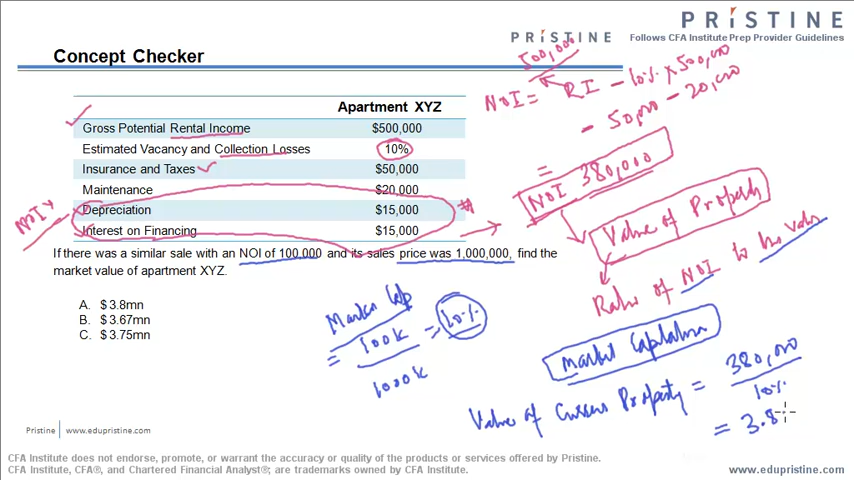 PRISTINE
PRISTINE
Follows CFA Institute Prep Provider Guidelines
Concept Checker
Apartment XYZ
Gross Potential Rental Income $500,000
Estimated Vacancy and Collection Losses 10%
Insurance and Taxes $50,000
Maintenance $20,000
Depreciation $15,000
Interest on Financing $15,000
If there was a similar sale with an NOI of 100,000 and its sales price was 1,000,000, find the
market value of apartment XYZ.
A. $3.8mn
B. $3.67mn
C. $3.75mn
500,000
NOI = RI - 10% x 500,000
- 50,000 - 20,000
=
NOI 380,000
NOI x
Value of Property
Ratio of NOI to the value
Market Cap
= 100k = 10%
1000k
Market Capitalation
Value of Current Property = 380,000
10%
= 3.8
Pristine www.edupristine.com
CFA Institute does not endorse, promote, or warrant the accuracy or quality of the products or services offered by Pristine.
CFA Institute, CFA®, and Chartered Financial Analyst®; are trademarks owned by CFA Institute.
www.edupristine.com